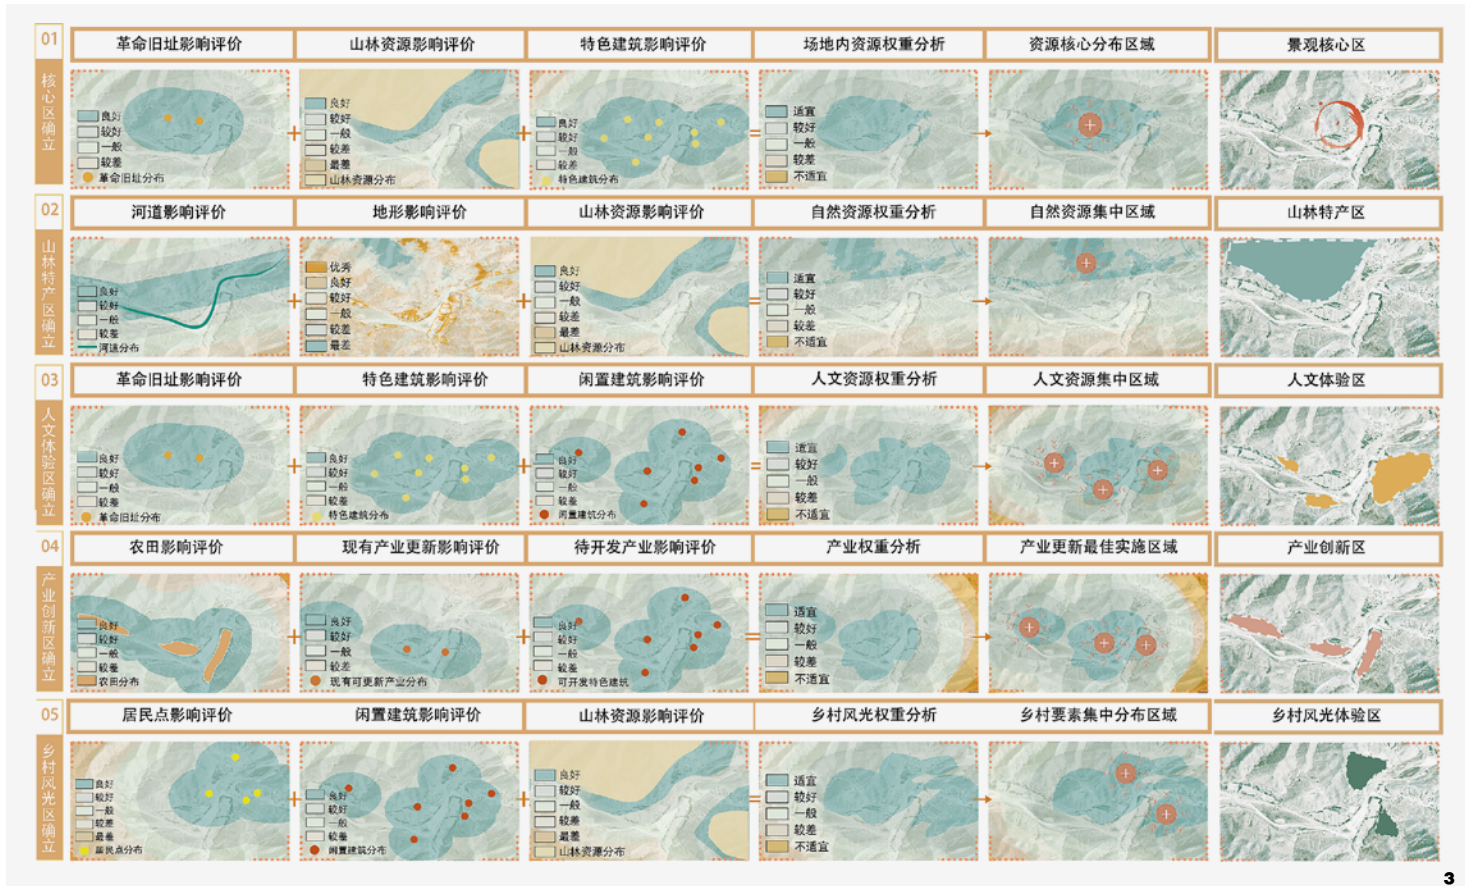 01
核心区确立
革命旧址影响评价
山林资源影响评价
特色建筑影响评价
场地内资源权重分析
资源核心分布区域
景观核心区
良好
较好
一般
较差
革命旧址分布
良好
较好
一般
较差
最差
山林资源分布
良好
较好
一般
较差
特色建筑分布
适宜
较好
一般
较差
不适宜
+
+
=
02
山林特产区确立
河道影响评价
地形影响评价
山林资源影响评价
自然资源权重分析
自然资源集中区域
山林特产区
良好
较好
一般
较差
河道分布
优秀
良好
较好
一般
较差
最差
良好
较好
一般
较差
最差
山林资源分布
适宜
较好
一般
较差
不适宜
+
+
=
03
人文体验区确立
革命旧址影响评价
特色建筑影响评价
闲置建筑影响评价
人文资源权重分析
人文资源集中区域
人文体验区
良好
较好
一般
较差
革命旧址分布
良好
较好
一般
较差
特色建筑分布
良好
较好
一般
较差
闲置建筑分布
适宜
较好
一般
较差
不适宜
+
+
=
04
产业创新区确立
农田影响评价
现有产业更新影响评价
待开发产业影响评价
产业权重分析
产业更新最佳实施区域
产业创新区
良好
较好
一般
较差
农田分布
良好
较好
一般
较差
现有可更新产业分布
良好
较好
一般
较差
可开发特色建筑
适宜
较好
一般
较差
不适宜
+
+
=
05
乡村风光区确立
居民点影响评价
闲置建筑影响评价
山林资源影响评价
乡村风光权重分析
乡村要素集中分布区域
乡村风光体验区
良好
较好
一般
较差
最差
居民点分布
良好
较好
一般
较差
闲置建筑分布
良好
较好
一般
较差
最差
山林资源分布
适宜
较好
一般
较差
不适宜
+
+
=
3